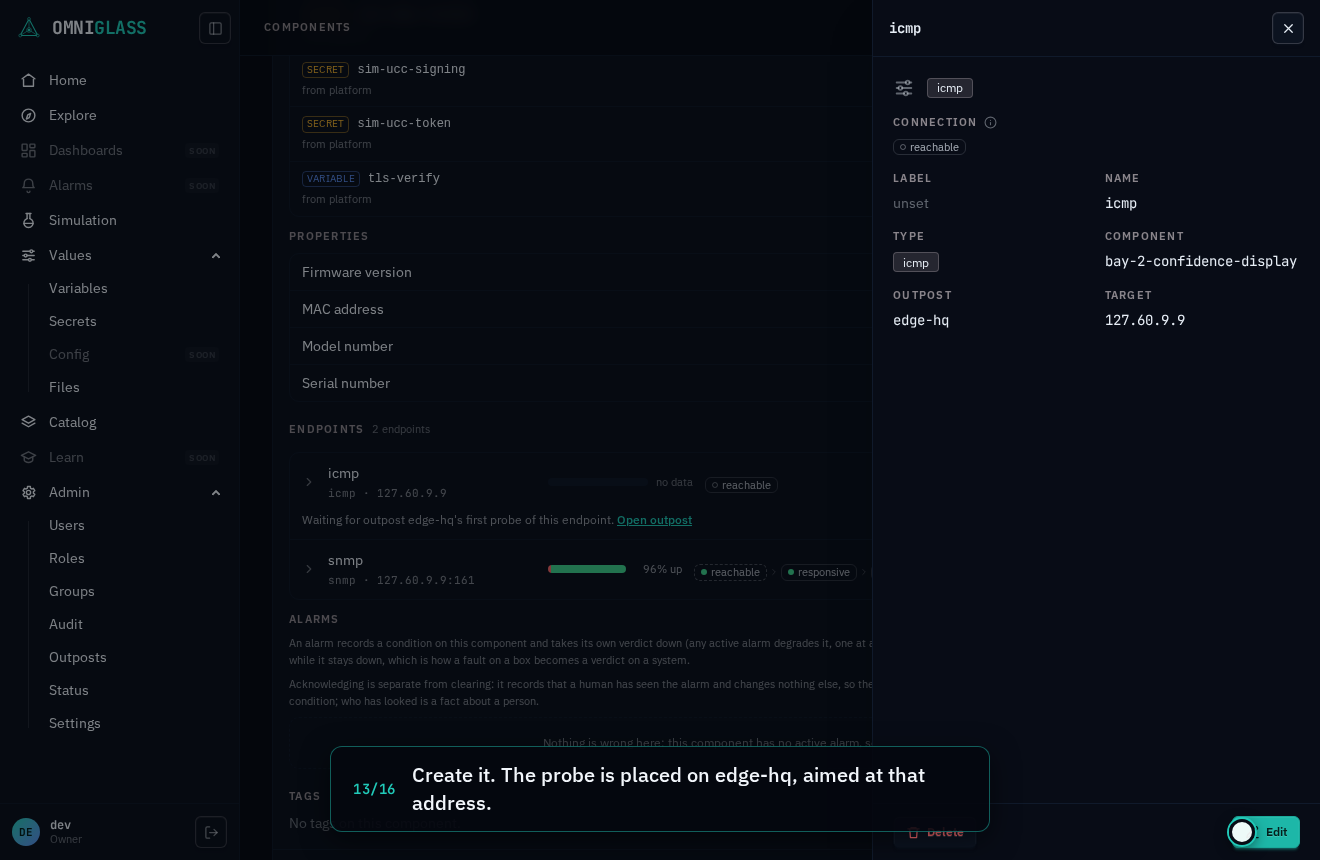 OMNIGLASS
COMPONENTS
icmp
Home
Explore
Dashboards SOON
Alarms SOON
Simulation
Values
Variables
Secrets
Config SOON
Files
Catalog
Learn SOON
Admin
Users
Roles
Groups
Audit
Outposts
Status
Settings
DE dev
Owner
SECRET sim-ucc-signing
from platform
SECRET sim-ucc-token
from platform
VARIABLE tls-verify
from platform
PROPERTIES
Firmware version
MAC address
Model number
Serial number
ENDPOINTS 2 endpoints
icmp
icmp · 127.60.9.9
no data reachable
Waiting for outpost edge-hq's first probe of this endpoint. Open outpost
snmp
snmp · 127.60.9.9:161
96% up reachable › responsive ›
ALARMS
An alarm records a condition on this component and takes its own verdict down (any active alarm degrades it, one at a
while it stays down, which is how a fault on a box becomes a verdict on a system.
Acknowledging is separate from clearing: it records that a human has seen the alarm and changes nothing else, so the
condition; who has looked is a fact about a person.
Nothing is wrong here: this component has no active alarm, s
TAGS
No tag
icmp
CONNECTION
reachable
LABEL
unset
NAME
icmp
TYPE
icmp
COMPONENT
bay-2-confidence-display
OUTPOST
edge-hq
TARGET
127.60.9.9
Delete
Edit
13/16
Create it. The probe is placed on edge-hq, aimed at that
address.